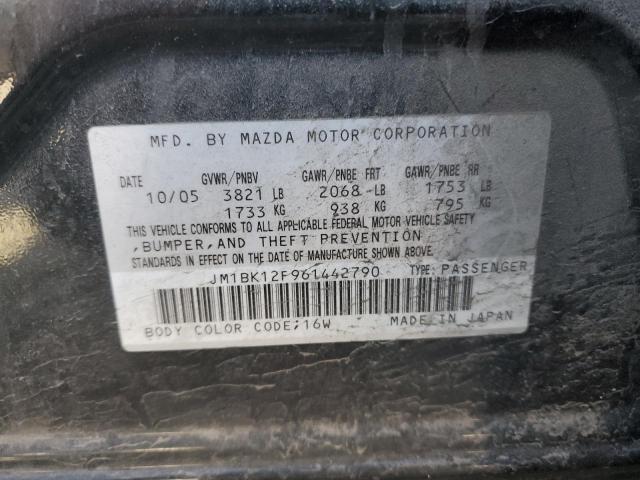 MFD. BY MAZDA MOTOR CORPORATION
DATE GVWR/PNBV GAWR/PNBE FRT GAWR/PNBE RR
10/05 3821 LB 2068 LB 1753 LB
1733 KG 938 KG 795 KG
THIS VEHICLE CONFORMS TO ALL APPLICABLE FEDERAL MOTOR VEHICLE SAFETY
,BUMPER,AND THEFT PREVENTION
STANDARDS IN EFFECT ON THE DATE OF MANUFACTURE SHOWN ABOVE.
JM1BK12F961442790 TYPE: PASSENGER
BODY COLOR CODE;16W MADE IN JAPAN